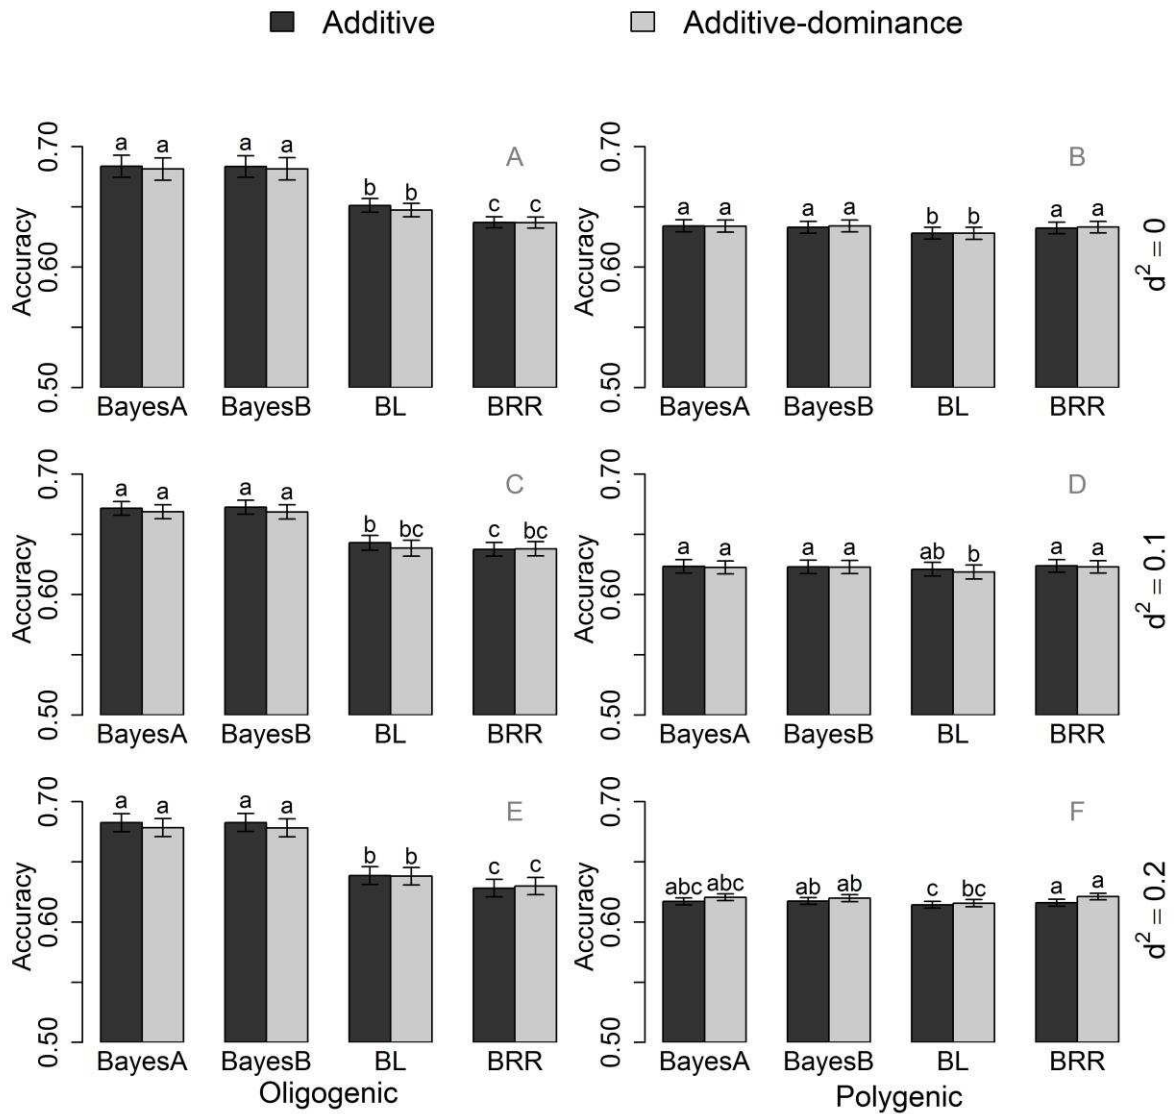 Additive Additive-dominance
a a a a b b c c A
a a a a b b a a B
Accuracy 0.50 0.60 0.70
Accuracy 0.50 0.60 0.70
d² = 0
BayesA BayesB BL BRR
BayesA BayesB BL BRR
a a a a b bc c bc C
a a a a ab b a a D
Accuracy 0.50 0.60 0.70
Accuracy 0.50 0.60 0.70
d² = 0.1
BayesA BayesB BL BRR
BayesA BayesB BL BRR
a a a a b b c c E
abc abc ab ab c bc a a F
Accuracy 0.50 0.60 0.70
Accuracy 0.50 0.60 0.70
d² = 0.2
BayesA BayesB BL BRR
BayesA BayesB BL BRR
Oligogenic
Polygenic